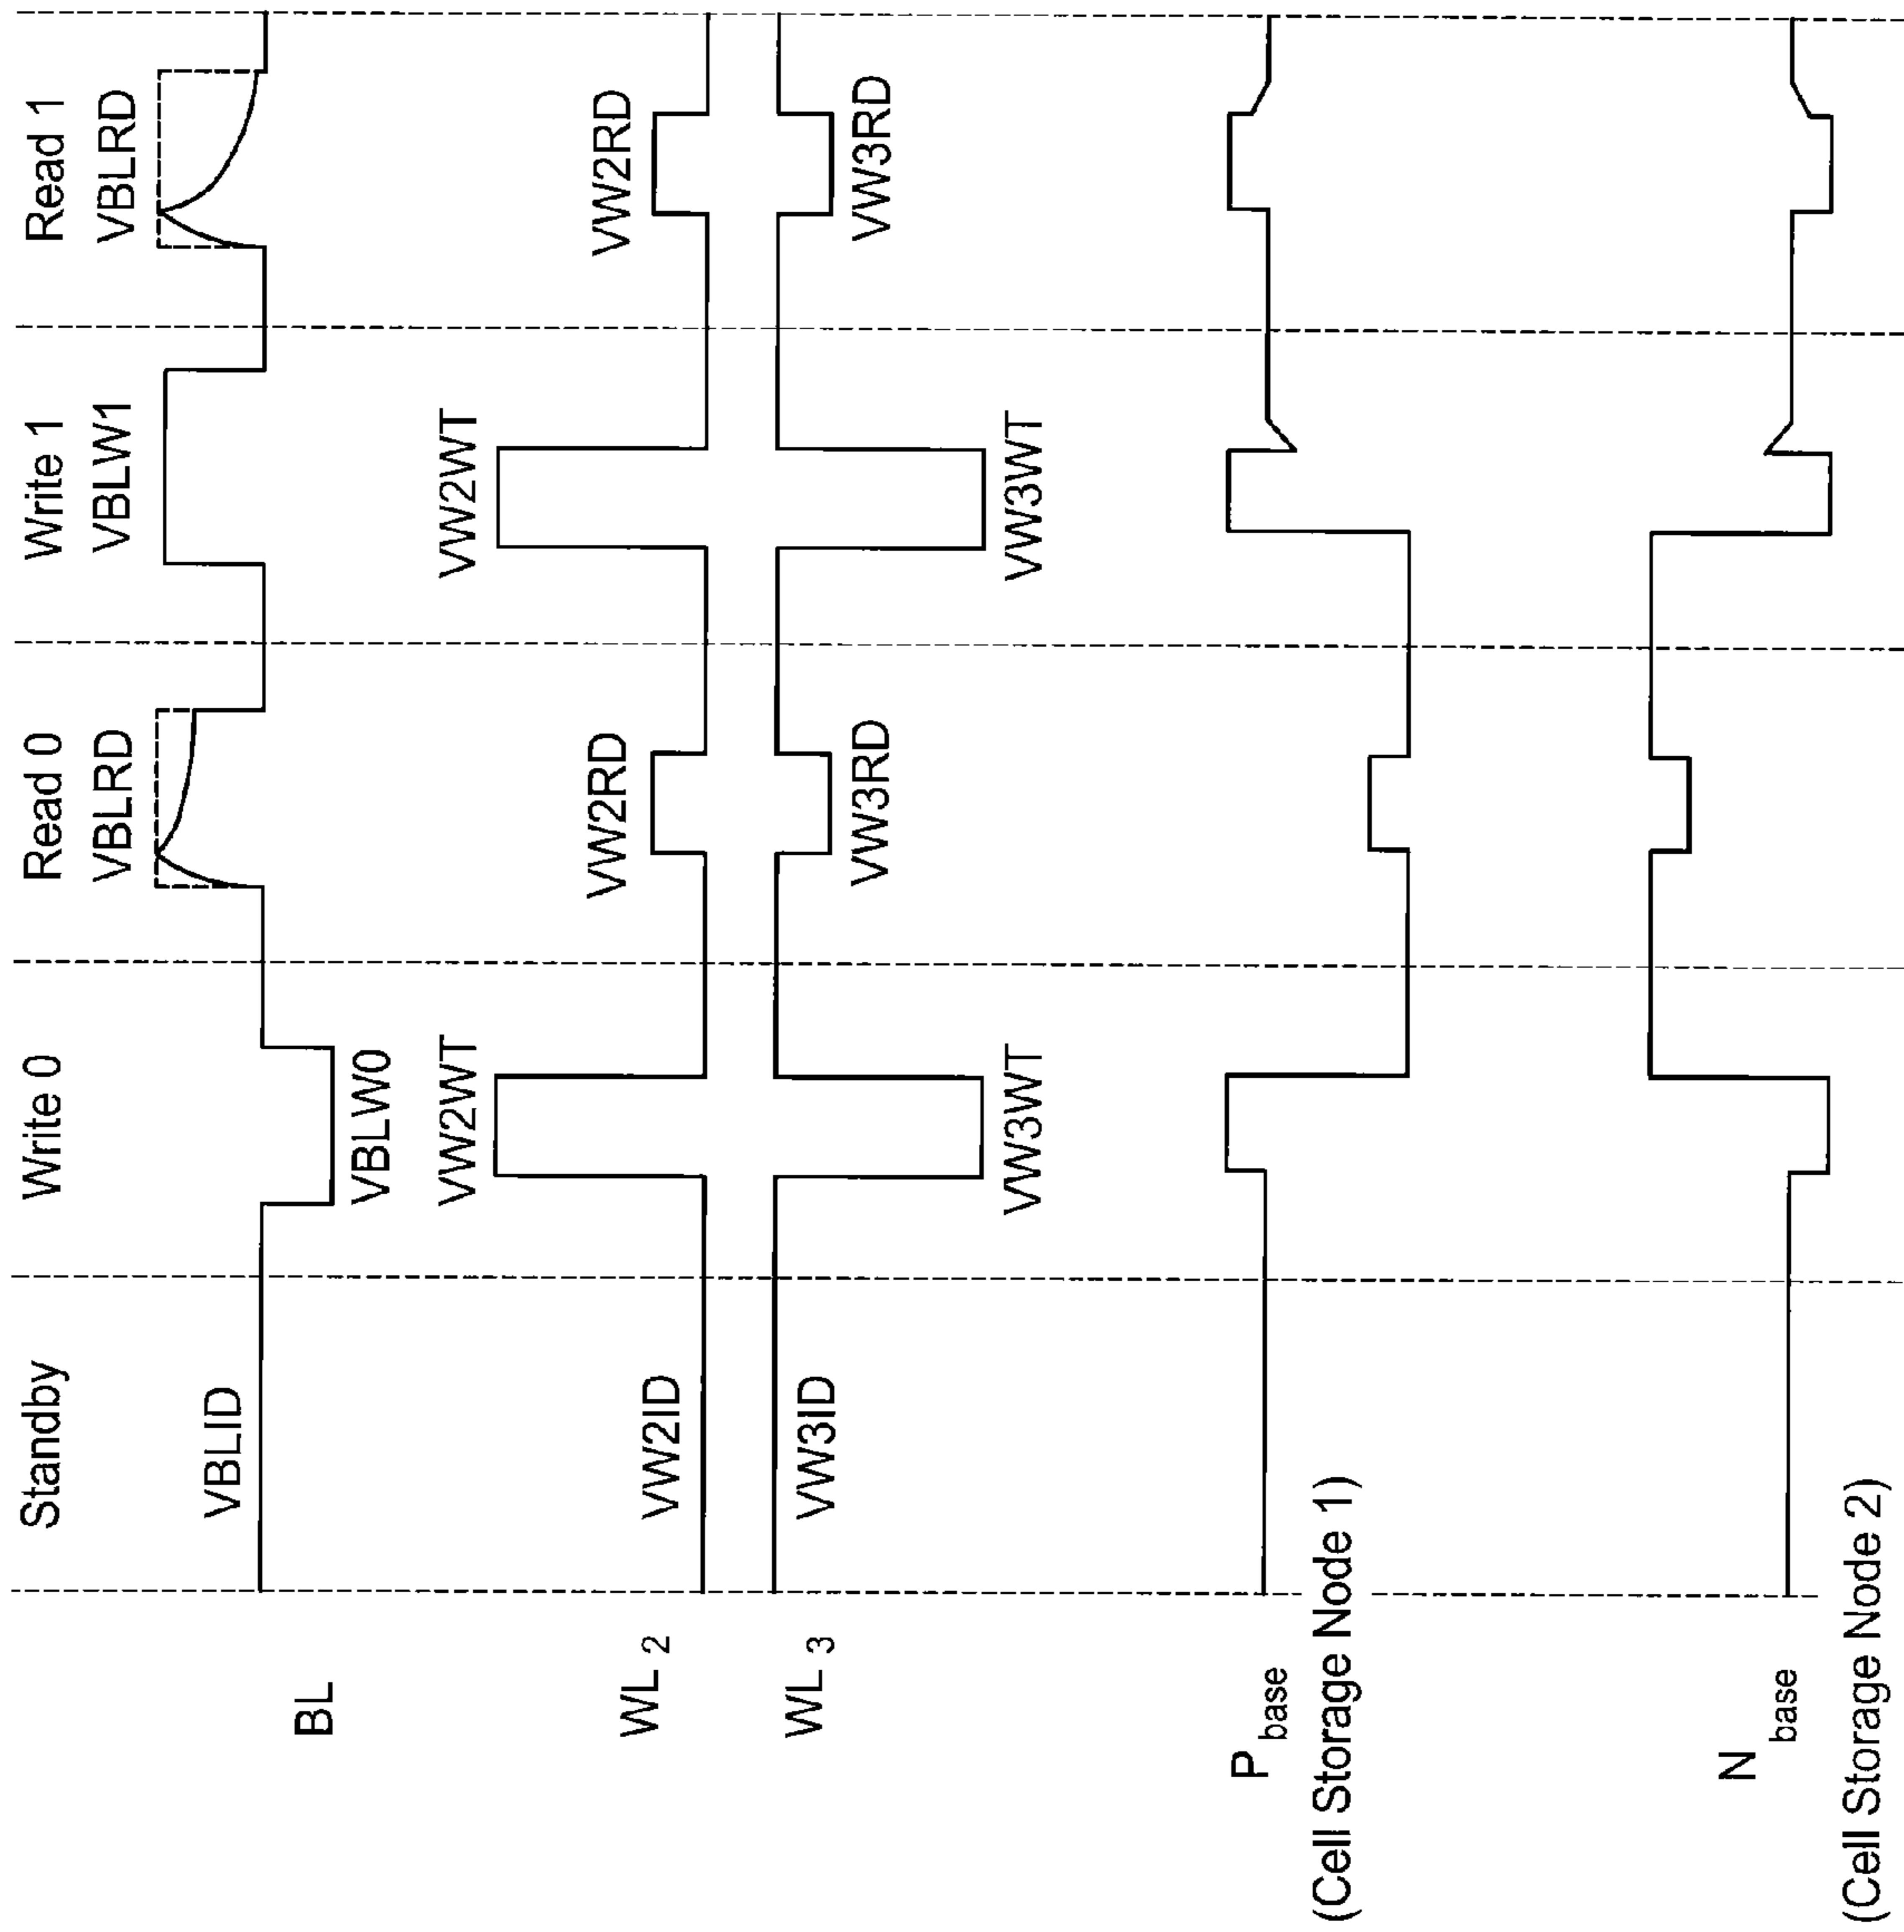 Standby
Write 0
Read 0
Write 1
Read 1
BL
VBLID
VBLW0
VBLRD
VBLW1
VBLRD
WL 2
VW2ID
VW2WT
VW2RD
VW2WT
VW2RD
WL 3
VW3ID
VW3WT
VW3RD
VW3WT
VW3RD
P base
(Cell Storage Node 1)
N base
(Cell Storage Node 2)